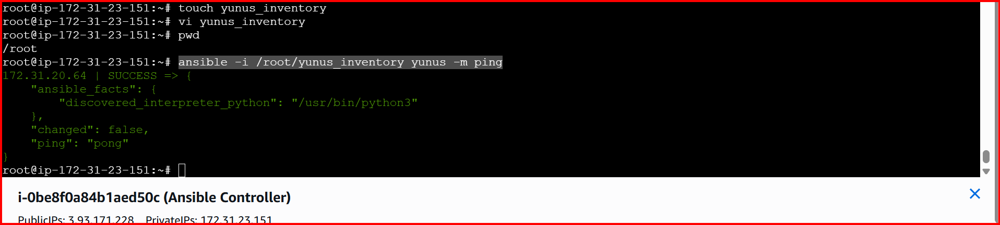 root@ip-172-31-23-151:~# touch yunus_inventory
root@ip-172-31-23-151:~# vi yunus_inventory
root@ip-172-31-23-151:~# pwd
/root
root@ip-172-31-23-151:~# ansible -i /root/yunus_inventory yunus -m ping
172.31.20.64 | SUCCESS => {
    "ansible_facts": {
        "discovered_interpreter_python": "/usr/bin/python3"
    },
    "changed": false,
    "ping": "pong"
}
root@ip-172-31-23-151:~#
i-0be8f0a84b1aed50c (Ansible Controller)
PublicIPs: 3.93.171.228    PrivateIPs: 172.31.23.151